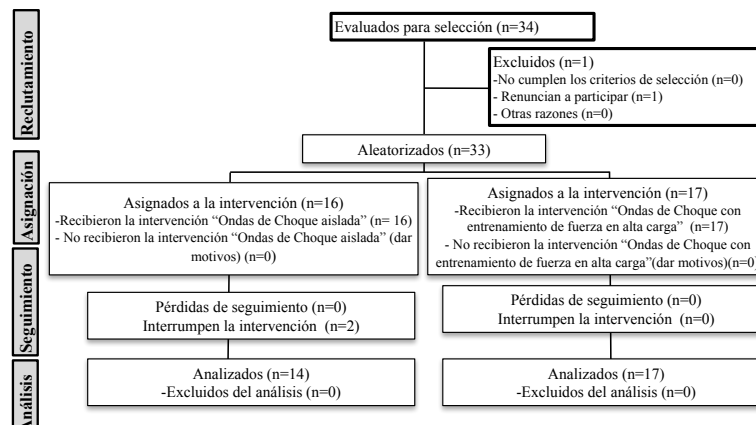 Reclutamiento
Evaluados para selección (n=34)
Excluidos (n=1)
-No cumplen los criterios de selección (n=0)
- Renuncian a participar (n=1)
- Otras razones (n=0)
Aleatorizados (n=33)
Asignación
Asignados a la intervención (n=16)
-Recibieron la intervención “Ondas de Choque aislada” (n= 16)
- No recibieron la intervención “Ondas de Choque aislada” (dar
motivos) (n=0)
Asignados a la intervención (n=17)
-Recibieron la intervención “Ondas de Choque con
entrenamiento de fuerza en alta carga” (n=17)
- No recibieron la intervención “Ondas de Choque con
entrenamiento de fuerza en alta carga”(dar motivos)(n=0)
Seguimiento
Pérdidas de seguimiento (n=0)
Interrumpen la intervención (n=2)
Pérdidas de seguimiento (n=0)
Interrumpen la intervención (n=0)
Análisis
Analizados (n=14)
-Excluidos del análisis (n=0)
Analizados (n=17)
-Excluidos del análisis (n=0)